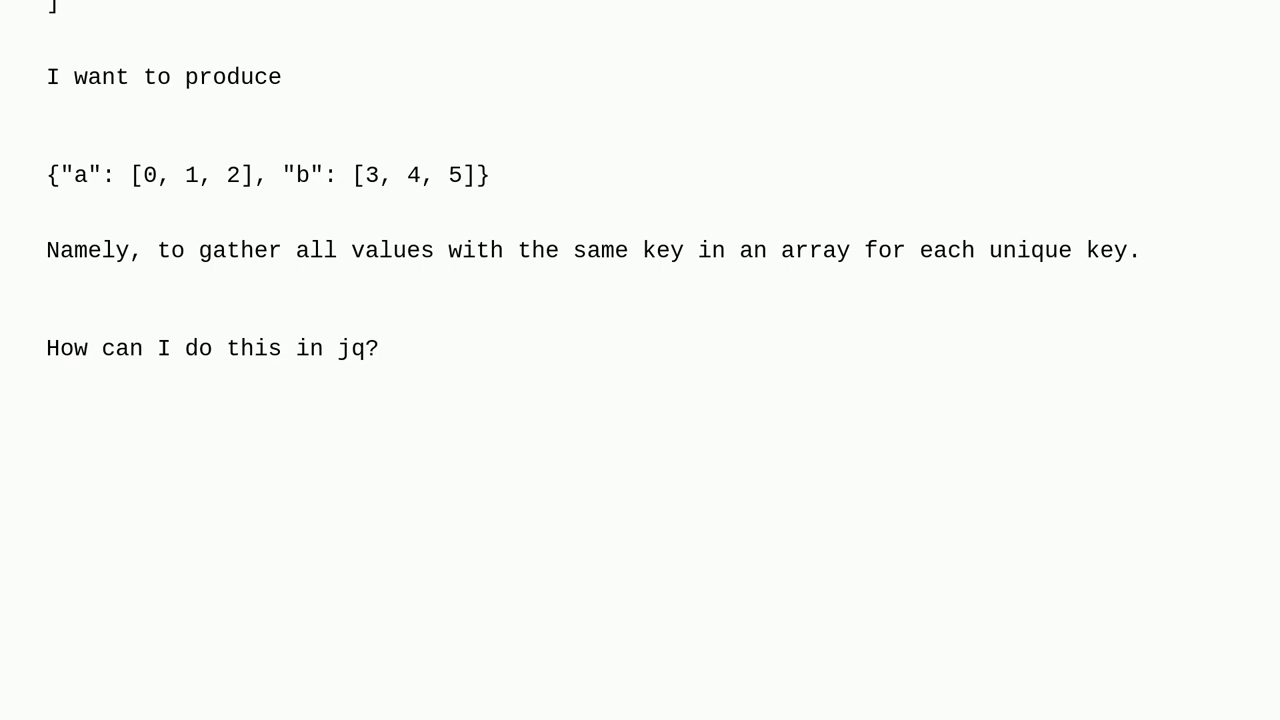 ]
I want to produce
{"a": [0, 1, 2], "b": [3, 4, 5]}
Namely, to gather all values with the same key in an array for each unique key.
How can I do this in jq?